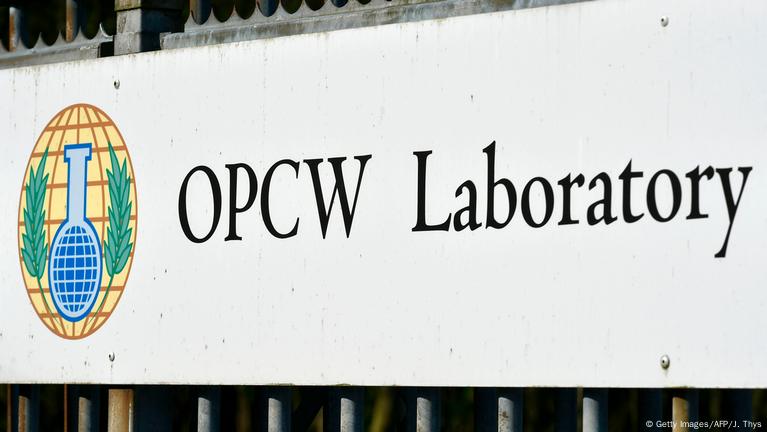 OPCW Laboratory
© Getty Images/AFP/J. Thys